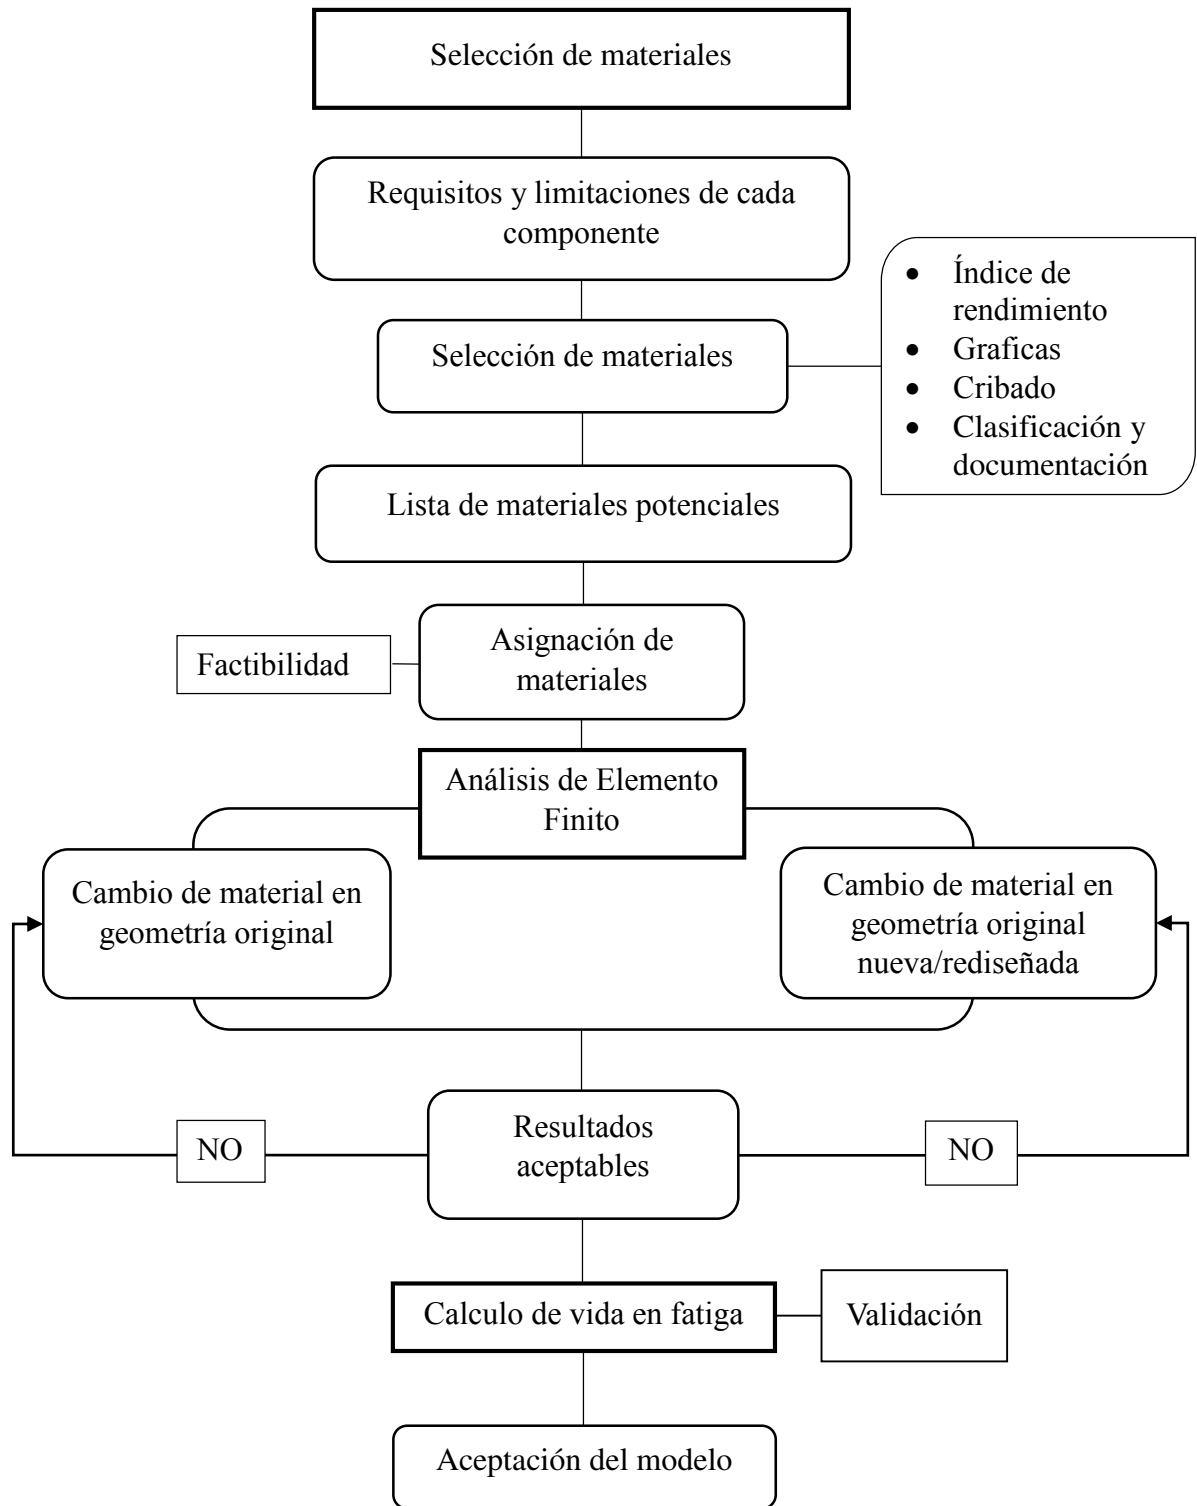 Selección de materiales
Requisitos y limitaciones de cada
componente
Selección de materiales
• Índice de
rendimiento
• Graficas
• Cribado
• Clasificación y
documentación
Lista de materiales potenciales
Factibilidad
Asignación de
materiales
Análisis de Elemento
Finito
Cambio de material en
geometría original
Cambio de material en
geometría original
nueva/rediseñada
Resultados
aceptables
NO
NO
Calculo de vida en fatiga
Validación
Aceptación del modelo